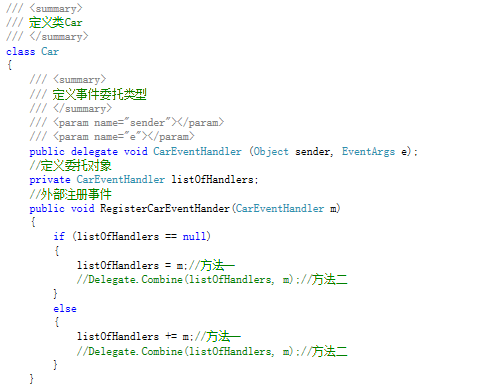 /// <summary>
/// 定义类Car
/// </summary>
class Car
{
/// <summary>
/// 定义事件委托类型
/// </summary>
/// <param name="sender"></param>
/// <param name="e"></param>
public delegate void CarEventHandler (Object sender, EventArgs e);
//定义委托对象
private CarEventHandler listOfHandlers;
//外部注册事件
public void RegisterCarEventHander(CarEventHandler m)
{
if (listOfHandlers == null)
{
listOfHandlers = m;//方法一
//Delegate.Combine(listOfHandlers, m);//方法二
}
else
{
listOfHandlers += m;//方法一
//Delegate.Combine(listOfHandlers, m);//方法二
}
}